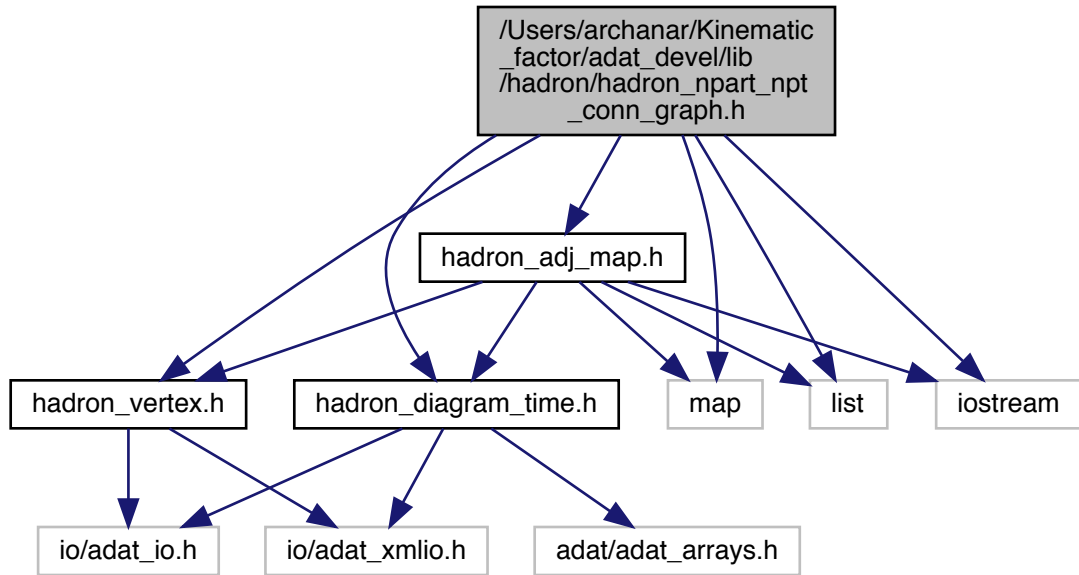 /Users/archanar/Kinematic
_factor/adat_devel/lib
/hadron/hadron_npart_npt
_conn_graph.h
hadron_adj_map.h
hadron_vertex.h
hadron_diagram_time.h
map
list
iostream
io/adat_io.h
io/adat_xmlio.h
adat/adat_arrays.h